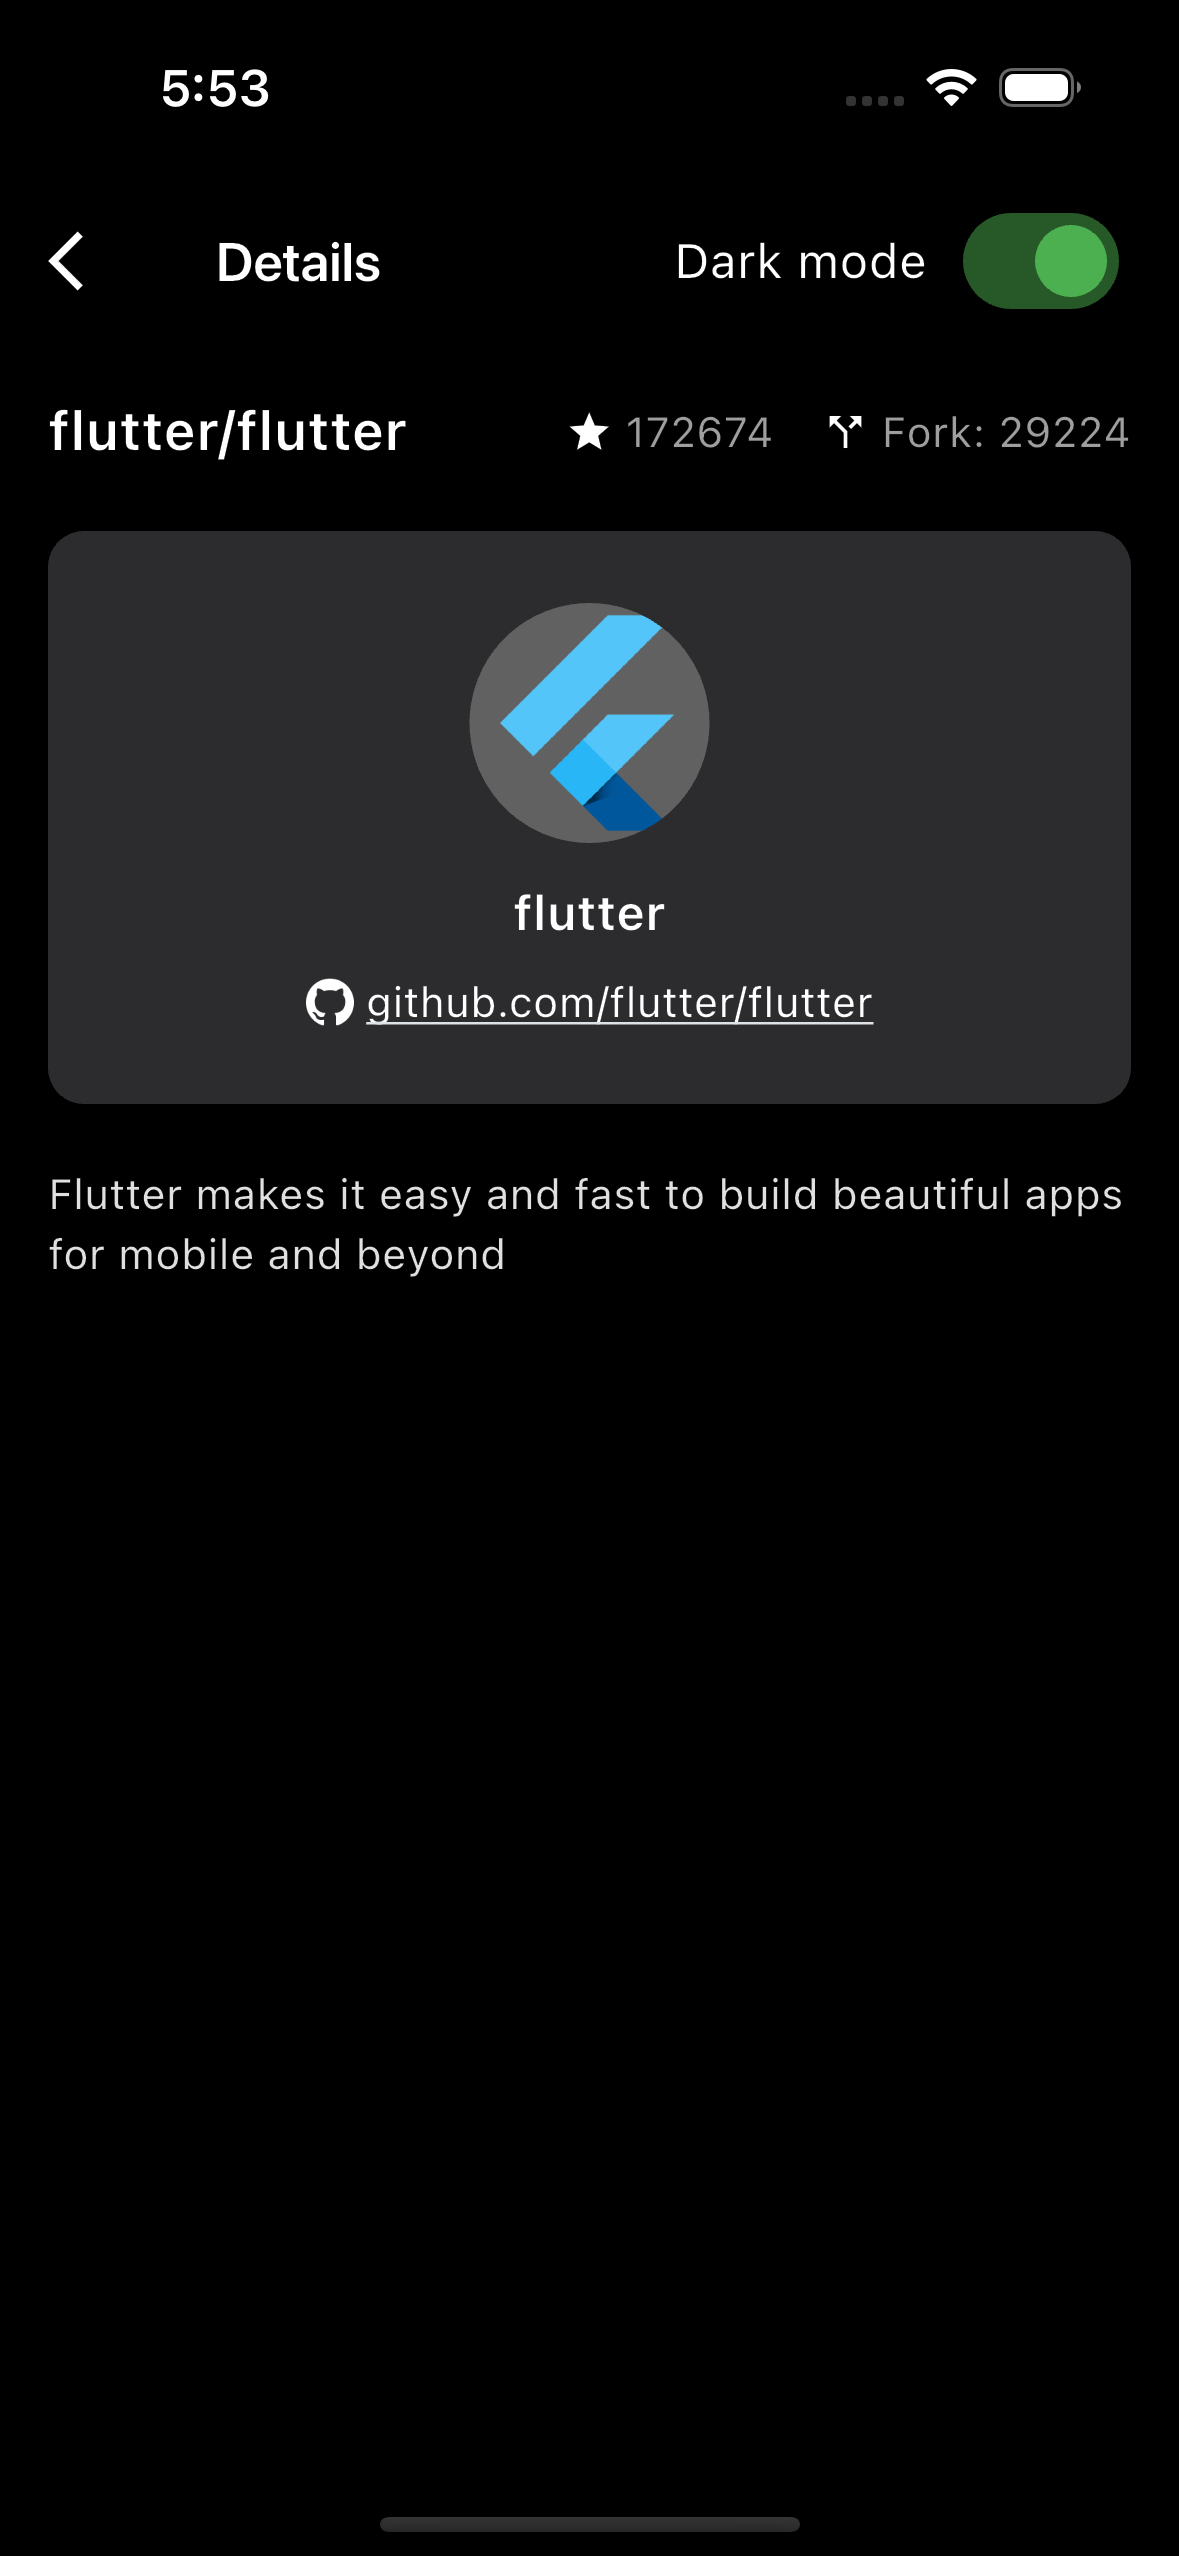 5:53
Details Dark mode
flutter/flutter 172674 Fork: 29224
flutter
github.com/flutter/flutter
Flutter makes it easy and fast to build beautiful apps
for mobile and beyond